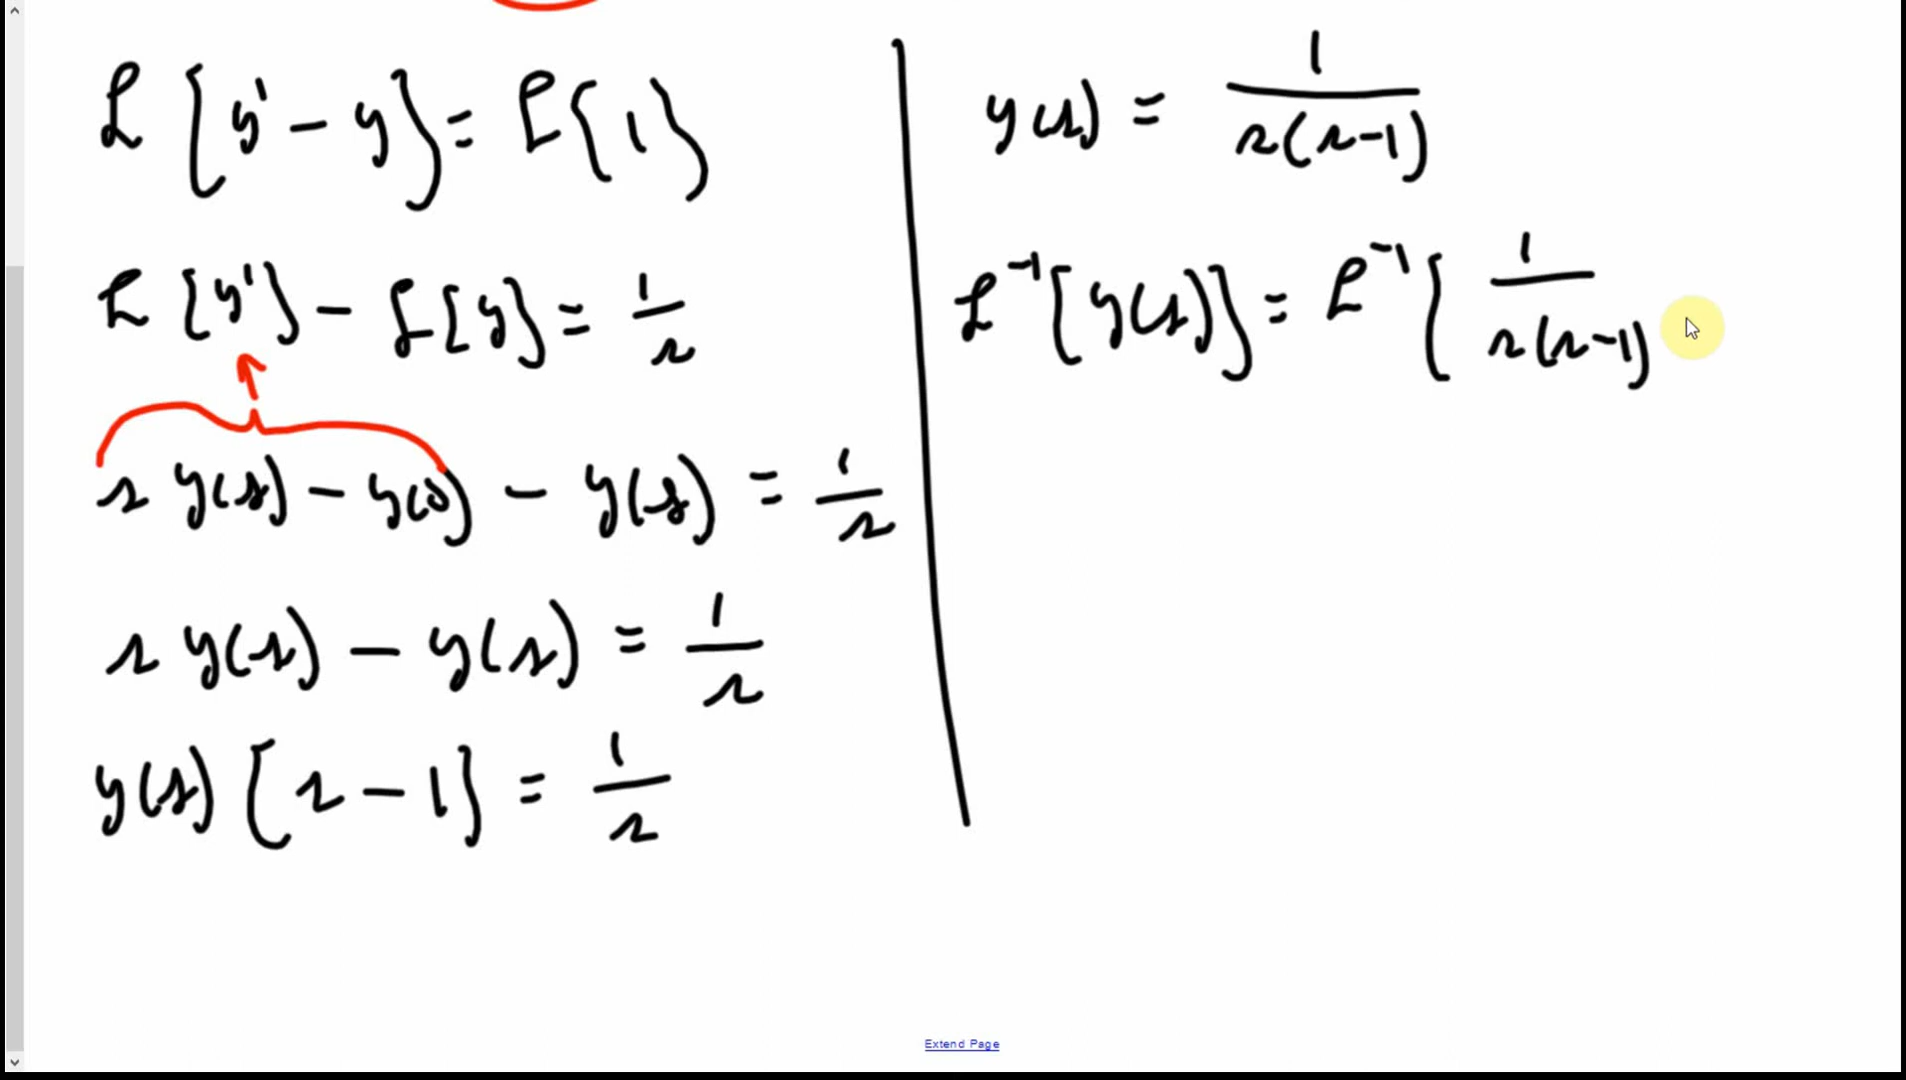 ℒ{y' − y} = ℒ{1}
ℒ{y'} − ℒ{y} = 1/s
s y(s) − y(0) − y(s) = 1/s
s y(s) − y(s) = 1/s
y(s) [s − 1] = 1/s
y(s) = 1/(s(s−1))
ℒ⁻¹{y(s)} = ℒ⁻¹{ 1/(s(s−1))
Extend Page